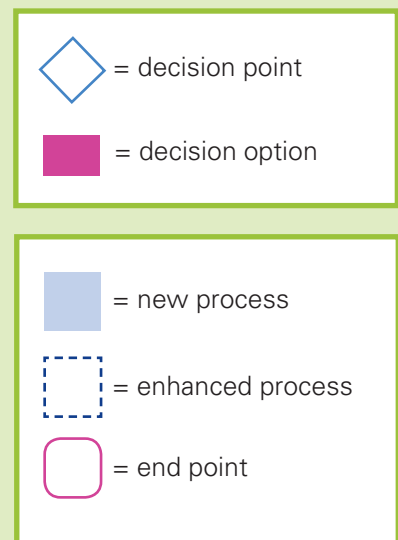 = decision point
= decision option
= new process
= enhanced process
= end point